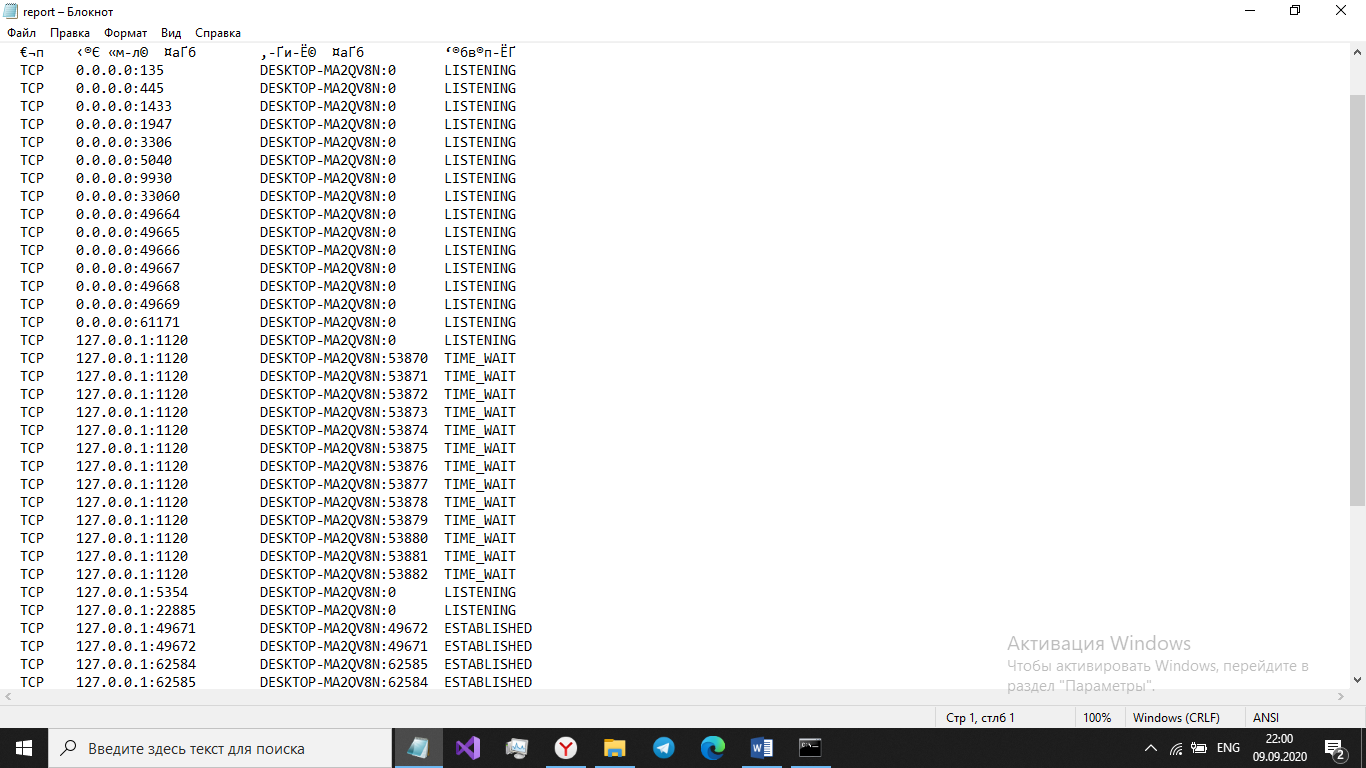 report – Блокнот
Файл Правка Формат Вид Справка
€¬п ‹®Є «м-л© ¤аҐб ‚-Ґи-Ё© ¤аҐб ‘®бв®п-ЁҐ
TCP 0.0.0.0:135 DESKTOP-MA2QV8N:0 LISTENING
TCP 0.0.0.0:445 DESKTOP-MA2QV8N:0 LISTENING
TCP 0.0.0.0:1433 DESKTOP-MA2QV8N:0 LISTENING
TCP 0.0.0.0:1947 DESKTOP-MA2QV8N:0 LISTENING
TCP 0.0.0.0:3306 DESKTOP-MA2QV8N:0 LISTENING
TCP 0.0.0.0:5040 DESKTOP-MA2QV8N:0 LISTENING
TCP 0.0.0.0:9930 DESKTOP-MA2QV8N:0 LISTENING
TCP 0.0.0.0:33060 DESKTOP-MA2QV8N:0 LISTENING
TCP 0.0.0.0:49664 DESKTOP-MA2QV8N:0 LISTENING
TCP 0.0.0.0:49665 DESKTOP-MA2QV8N:0 LISTENING
TCP 0.0.0.0:49666 DESKTOP-MA2QV8N:0 LISTENING
TCP 0.0.0.0:49667 DESKTOP-MA2QV8N:0 LISTENING
TCP 0.0.0.0:49668 DESKTOP-MA2QV8N:0 LISTENING
TCP 0.0.0.0:49669 DESKTOP-MA2QV8N:0 LISTENING
TCP 0.0.0.0:61171 DESKTOP-MA2QV8N:0 LISTENING
TCP 127.0.0.1:1120 DESKTOP-MA2QV8N:0 LISTENING
TCP 127.0.0.1:1120 DESKTOP-MA2QV8N:53870 TIME_WAIT
TCP 127.0.0.1:1120 DESKTOP-MA2QV8N:53871 TIME_WAIT
TCP 127.0.0.1:1120 DESKTOP-MA2QV8N:53872 TIME_WAIT
TCP 127.0.0.1:1120 DESKTOP-MA2QV8N:53873 TIME_WAIT
TCP 127.0.0.1:1120 DESKTOP-MA2QV8N:53874 TIME_WAIT
TCP 127.0.0.1:1120 DESKTOP-MA2QV8N:53875 TIME_WAIT
TCP 127.0.0.1:1120 DESKTOP-MA2QV8N:53876 TIME_WAIT
TCP 127.0.0.1:1120 DESKTOP-MA2QV8N:53877 TIME_WAIT
TCP 127.0.0.1:1120 DESKTOP-MA2QV8N:53878 TIME_WAIT
TCP 127.0.0.1:1120 DESKTOP-MA2QV8N:53879 TIME_WAIT
TCP 127.0.0.1:1120 DESKTOP-MA2QV8N:53880 TIME_WAIT
TCP 127.0.0.1:1120 DESKTOP-MA2QV8N:53881 TIME_WAIT
TCP 127.0.0.1:1120 DESKTOP-MA2QV8N:53882 TIME_WAIT
TCP 127.0.0.1:5354 DESKTOP-MA2QV8N:0 LISTENING
TCP 127.0.0.1:22885 DESKTOP-MA2QV8N:0 LISTENING
TCP 127.0.0.1:49671 DESKTOP-MA2QV8N:49672 ESTABLISHED
TCP 127.0.0.1:49672 DESKTOP-MA2QV8N:49671 ESTABLISHED
TCP 127.0.0.1:62584 DESKTOP-MA2QV8N:62585 ESTABLISHED
TCP 127.0.0.1:62585 DESKTOP-MA2QV8N:62584 ESTABLISHED
Активация Windows
Чтобы активировать Windows, перейдите в
раздел "Параметры".
Стр 1, стлб 1 100% Windows (CRLF) ANSI
Введите здесь текст для поиска
ENG
22:00
09.09.2020
2